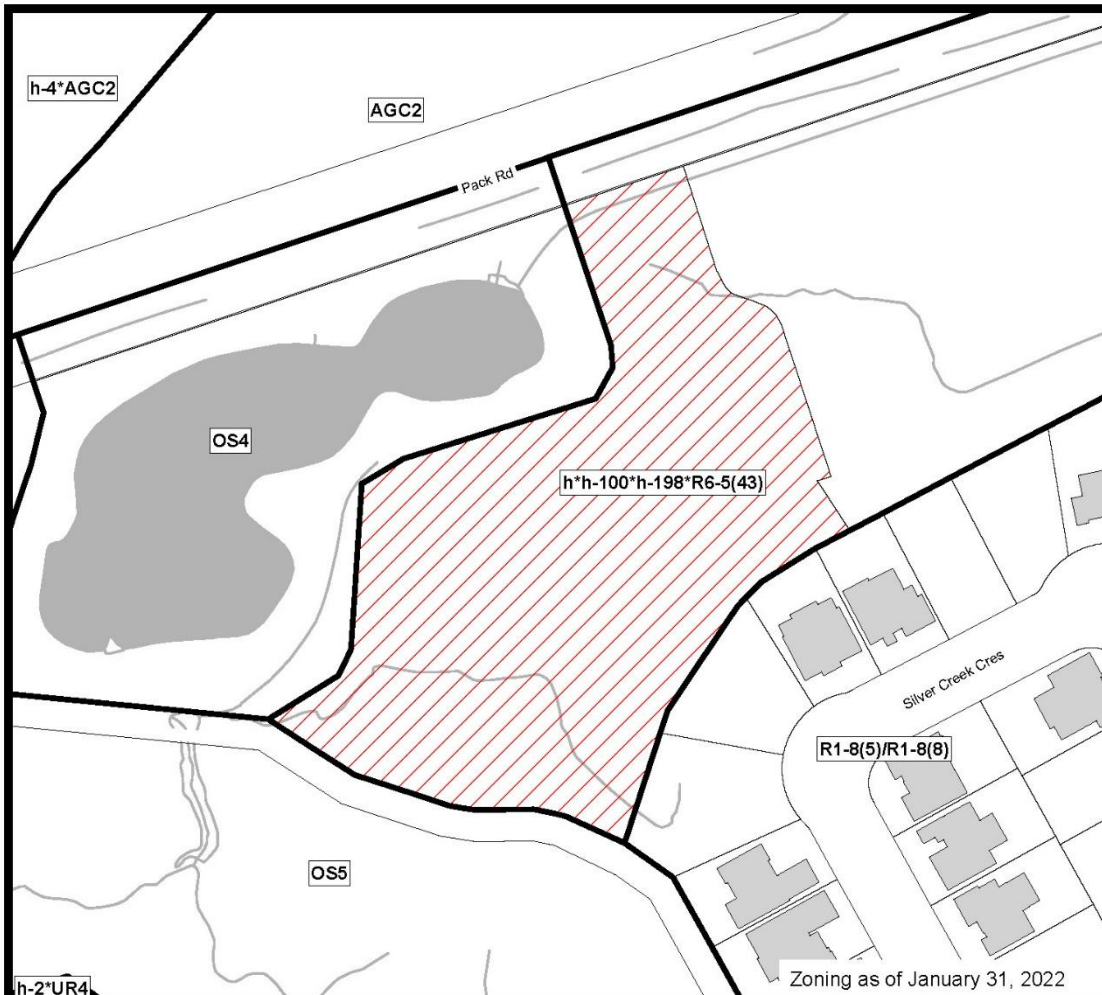 h-4*AGC2
AGC2
Pack Rd
OS4
h*h-100*h-198*R6-5(43)
Silver Creek Cres
R1-8(5)/R1-8(8)
OS5
h-2*UR4
Zoning as of January 31, 2022